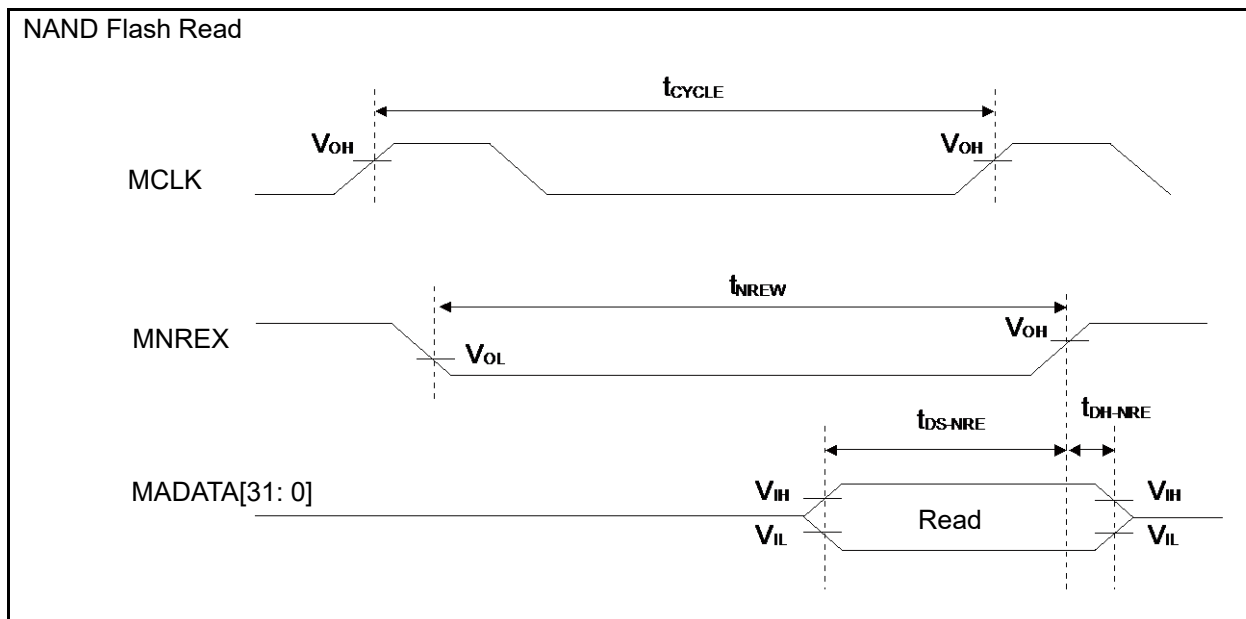 NAND Flash Read
tCYCLE
VOH
VOH
MCLK
tNREW
MNREX
VOL
VOH
tDS-NRE
tDH-NRE
MADATA[31: 0]
VIH
VIL
Read
VIH
VIL